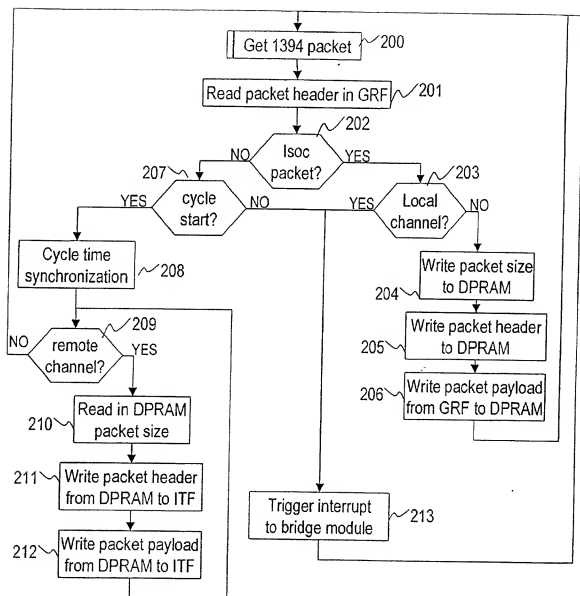 Get 1394 packet
200
Read packet header in GRF
201
202
Isoc
packet?
NO
YES
207
203
cycle
start?
YES
NO
Local
channel?
YES
NO
Cycle time
synchronization
208
Write packet size
to DPRAM
204
Write packet header
to DPRAM
205
Write packet payload
from GRF to DPRAM
206
209
remote
channel?
NO
YES
Read in DPRAM
packet size
210
Write packet header
from DPRAM to ITF
211
Write packet payload
from DPRAM to ITF
212
Trigger interrupt
to bridge module
213